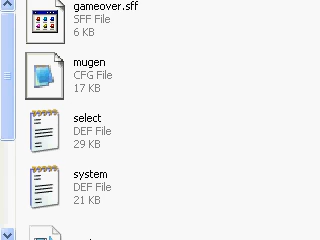 gameover.sff
SFF File
6 KB
mugen
CFG File
17 KB
select
DEF File
29 KB
system
DEF File
21 KB